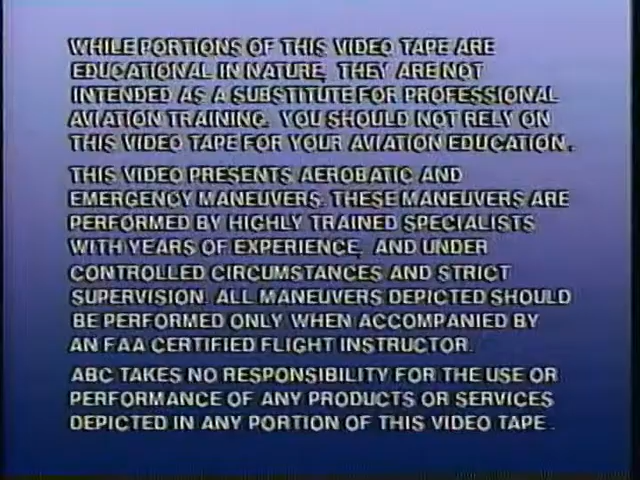 WHILE PORTIONS OF THIS VIDEO TAPE ARE
EDUCATIONAL IN NATURE, THEY ARE NOT
INTENDED AS A SUBSTITUTE FOR PROFESSIONAL
AVIATION TRAINING. YOU SHOULD NOT RELY ON
THIS VIDEO TAPE FOR YOUR AVIATION EDUCATION.
THIS VIDEO PRESENTS AEROBATIC AND
EMERGENCY MANEUVERS. THESE MANEUVERS ARE
PERFORMED BY HIGHLY TRAINED SPECIALISTS
WITH YEARS OF EXPERIENCE, AND UNDER
CONTROLLED CIRCUMSTANCES AND STRICT
SUPERVISION. ALL MANEUVERS DEPICTED SHOULD
BE PERFORMED ONLY WHEN ACCOMPANIED BY
AN FAA CERTIFIED FLIGHT INSTRUCTOR.
ABC TAKES NO RESPONSIBILITY FOR THE USE OR
PERFORMANCE OF ANY PRODUCTS OR SERVICES
DEPICTED IN ANY PORTION OF THIS VIDEO TAPE.